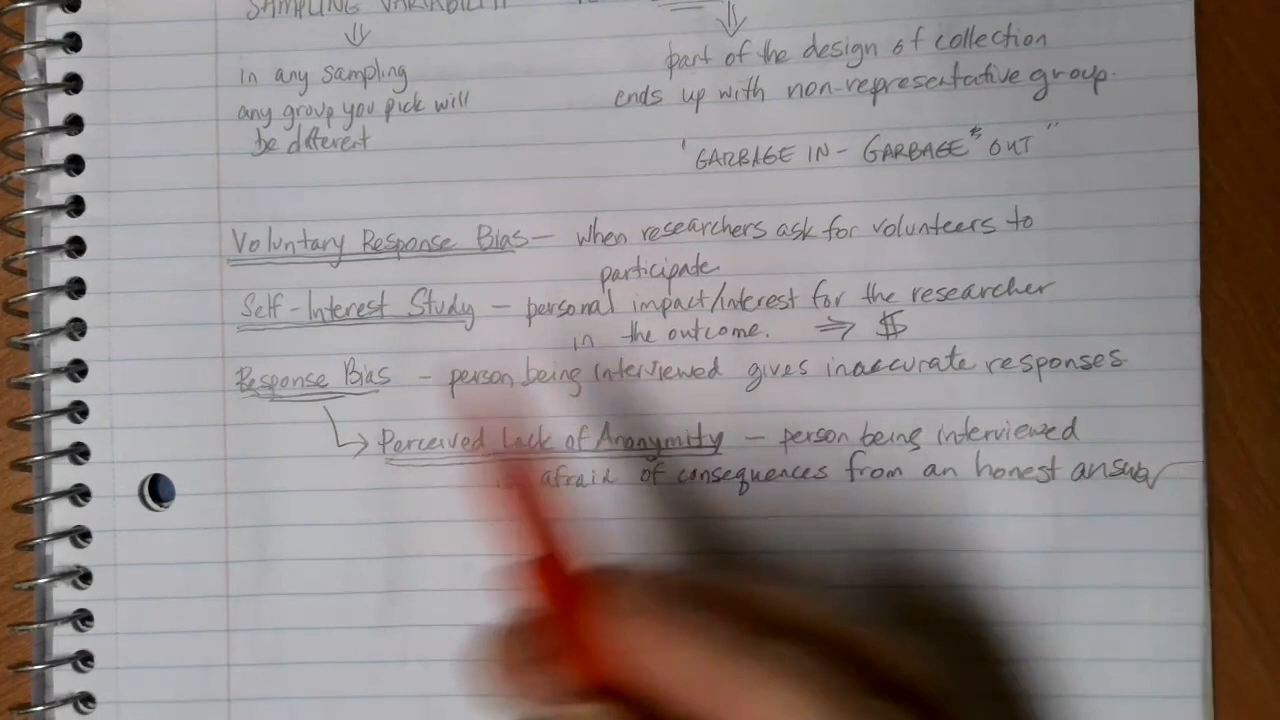 SAMPLING VARIABILITY
in any sampling
any group you pick will
be different
part of the design of collection
ends up with non-representative group.
'GARBAGE IN - GARBAGE" OUT"
Voluntary Response Bias - when researchers ask for volunteers to
participate
Self-Interest Study - personal impact/interest for the researcher
in the outcome. ⇒ $
Response Bias - person being interviewed gives inaccurate responses
Perceived Lack of Anonymity - person being interviewed
afraid of consequences from an honest answer